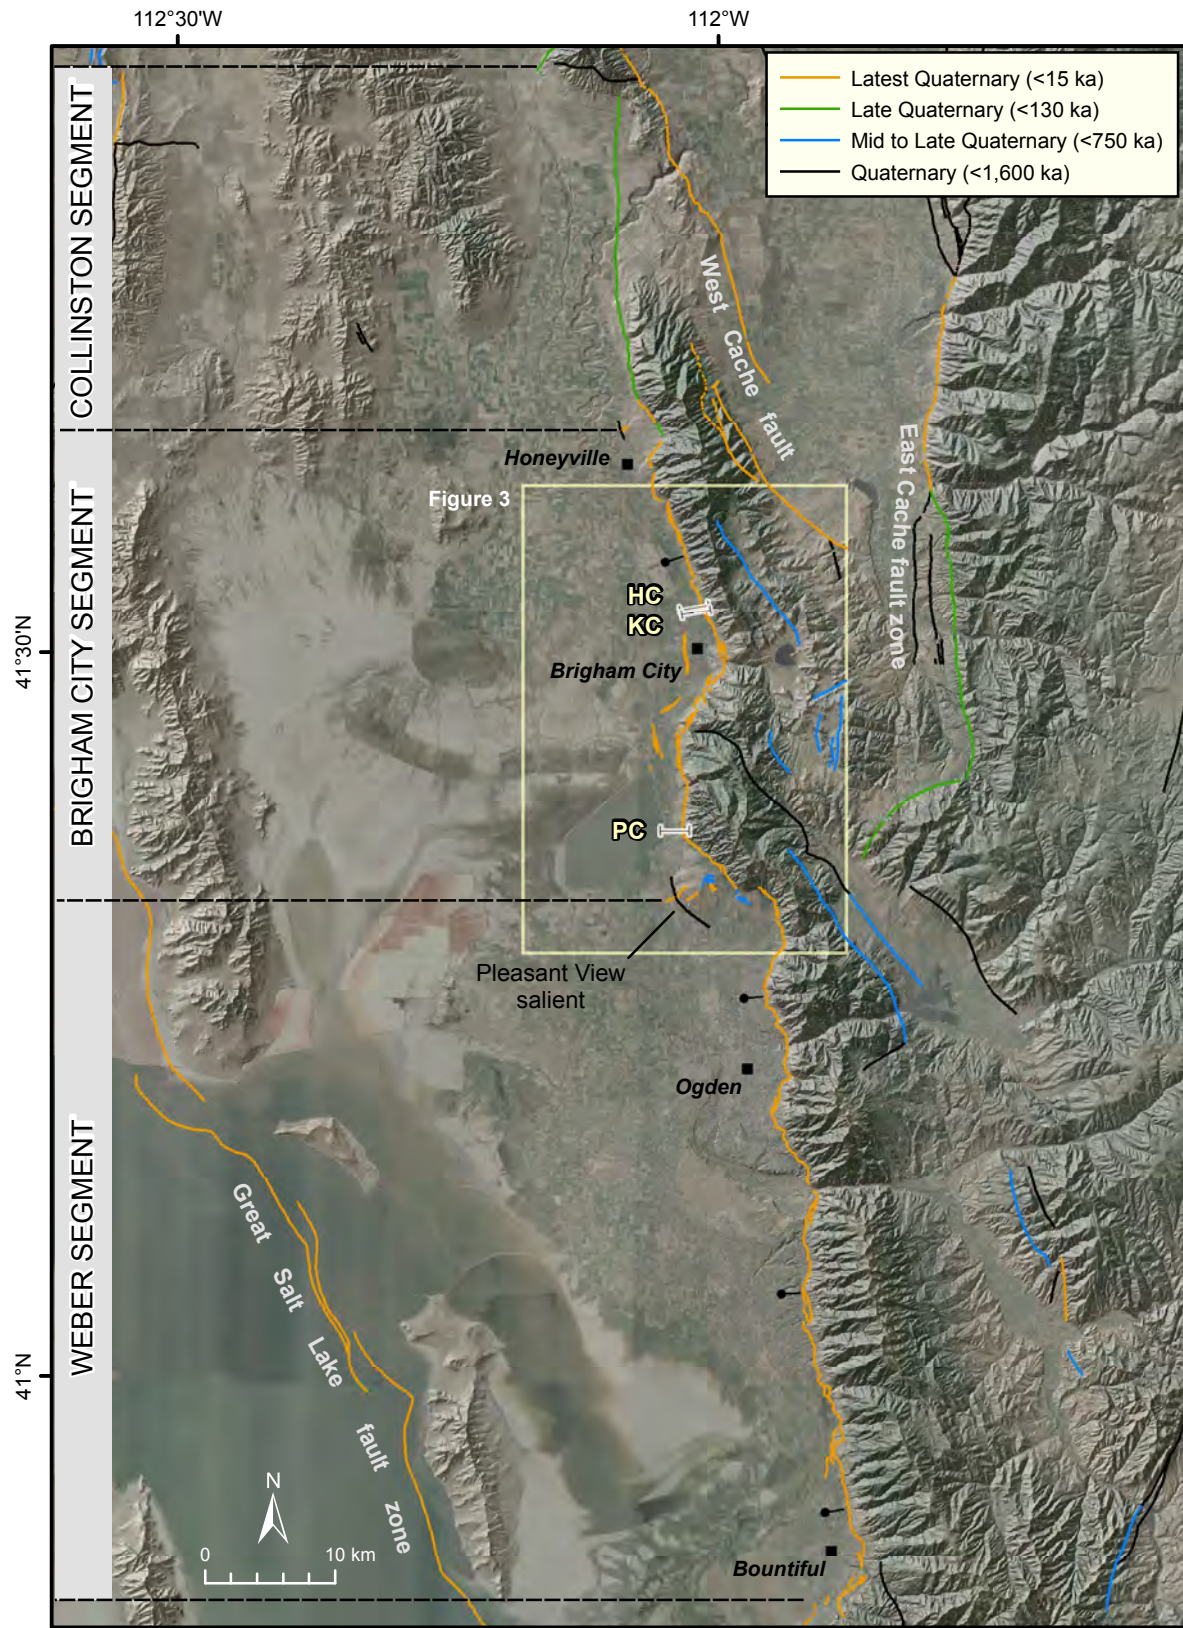 112°30'W
112°W
Latest Quaternary (<15 ka)
Late Quaternary (<130 ka)
Mid to Late Quaternary (<750 ka)
Quaternary (<1,600 ka)
COLLINSTON SEGMENT
West Cache fault
Honeyville
East Cache fault zone
Figure 3
BRIGHAM CITY SEGMENT
HC
KC
41°30'N
Brigham City
PC
Pleasant View
salient
Ogden
WEBER SEGMENT
Great Salt Lake fault zone
41°N
N
0
10 km
Bountiful